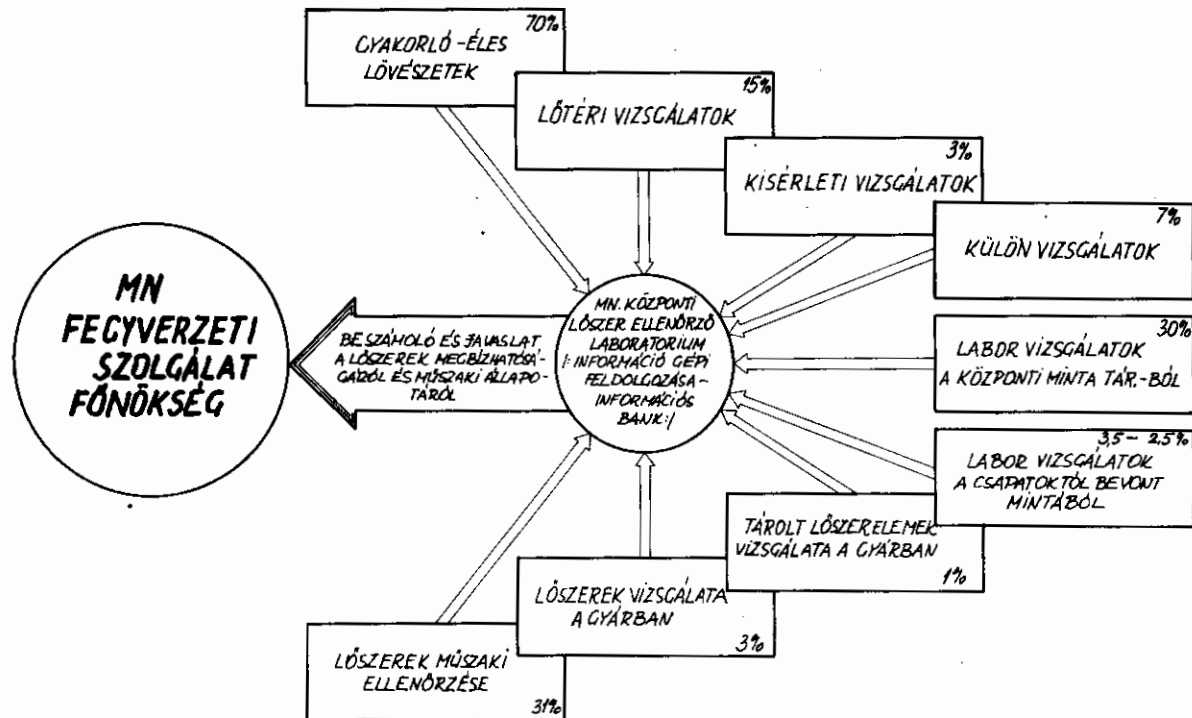 70%
GYAKORLÓ-ÉLES
LÖVÉSZETEK
15%
LŐTÉRI VIZSGÁLATOK
3%
KISÉRLETI VIZSGÁLATOK
7%
KÜLÖN VIZSGÁLATOK
30%
LABOR VIZSGÁLATOK
A KÖZPONTI MINTA TÁR.-BÓL
3,5 - 2,5%
LABOR VIZSGÁLATOK
A CSAPATOKTÓL BEVONT
MINTÁBÓL
TÁROLT LŐSZERELEMEK
VIZSGÁLATA A GYÁRBAN
1%
LŐSZEREK VIZSGÁLATA
A GYÁRBAN
3%
LŐSZEREK MŰSZAKI
ELLENŐRZÉSE
31%
MN. KÖZPONTI
LŐSZER ELLENŐRZŐ
LABORATORIUM
/: INFORMÁCIÓ GÉPI
FELDOLGOZÁSA -
INFORMÁCIÓS
BANK:/
BESZÁMOLÓ ÉS JAVASLAT
A LŐSZEREK MEGBIZHATÓSÁ-
GAIRÓL ÉS MŰSZAKI ÁLLAPO-
TÁRÓL
MN
FEGYVERZETI
SZOLGÁLAT
FŐNÖKSÉG